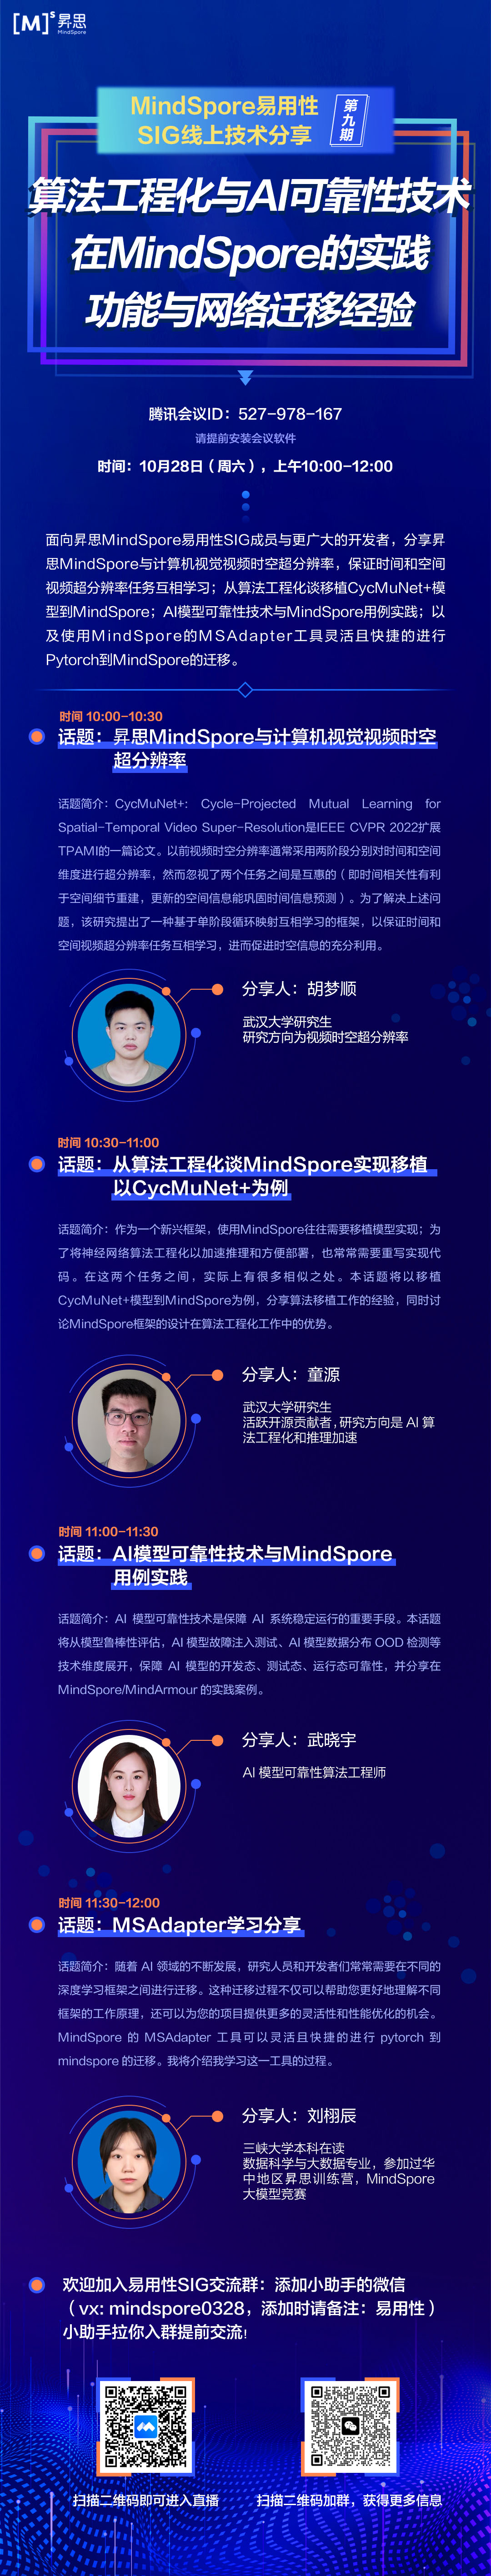 [M]ˢ 昇思
MindSpore
MindSpore易用性
SIG线上技术分享
第九期
算法工程化与AI可靠性技术
在MindSpore的实践
功能与网络迁移经验
腾讯会议ID：527-978-167
请提前安装会议软件
时间：10月28日（周六），上午10:00-12:00
面向昇思MindSpore易用性SIG成员与更广大的开发者，分享昇
思MindSpore与计算机视觉视频时空超分辨率，保证时间和空间
视频超分辨率任务互相学习；从算法工程化谈移植CycMuNet+模
型到MindSpore；AI模型可靠性技术与MindSpore用例实践；以
及使用MindSpore的MSAdapter工具灵活且快捷的进行
Pytorch到MindSpore的迁移。
时间 10:00-10:30
话题：昇思MindSpore与计算机视觉视频时空
超分辨率
话题简介：CycMuNet+: Cycle-Projected Mutual Learning for
Spatial-Temporal Video Super-Resolution是IEEE CVPR 2022扩展
TPAMI的一篇论文。以前视频时空分辨率通常采用两阶段分别对时间和空间
维度进行超分辨率，然而忽视了两个任务之间是互惠的（即时间相关性有利
于空间细节重建，更新的空间信息能巩固时间信息预测）。为了解决上述问
题，该研究提出了一种基于单阶段循环映射互相学习的框架，以保证时间和
空间视频超分辨率任务互相学习，进而促进时空信息的充分利用。
分享人：胡梦顺
武汉大学研究生
研究方向为视频时空超分辨率
时间 10:30-11:00
话题：从算法工程化谈MindSpore实现移植
以CycMuNet+为例
话题简介：作为一个新兴框架，使用MindSpore往往需要移植模型实现；为
了将神经网络算法工程化以加速推理和方便部署，也常常需要重写实现代
码。在这两个任务之间，实际上有很多相似之处。本话题将以移植
CycMuNet+模型到MindSpore为例，分享算法移植工作的经验，同时讨
论MindSpore框架的设计在算法工程化工作中的优势。
分享人：童源
武汉大学研究生
活跃开源贡献者，研究方向是 AI 算
法工程化和推理加速
时间 11:00-11:30
话题：AI模型可靠性技术与MindSpore
用例实践
话题简介：AI 模型可靠性技术是保障 AI 系统稳定运行的重要手段。本话题
将从模型鲁棒性评估，AI 模型故障注入测试、AI 模型数据分布 OOD 检测等
技术维度展开，保障 AI 模型的开发态、测试态、运行态可靠性，并分享在
MindSpore/MindArmour 的实践案例。
分享人：武晓宇
AI 模型可靠性算法工程师
时间 11:30-12:00
话题：MSAdapter学习分享
话题简介：随着 AI 领域的不断发展，研究人员和开发者们常常需要在不同的
深度学习框架之间进行迁移。这种迁移过程不仅可以帮助您更好地理解不同
框架的工作原理，还可以为您的项目提供更多的灵活性和性能优化的机会。
MindSpore 的 MSAdapter 工具可以灵活且快捷的进行 pytorch 到
mindspore 的迁移。我将介绍我学习这一工具的过程。
分享人：刘栩辰
三峡大学本科在读
数据科学与大数据专业，参加过华
中地区昇思训练营，MindSpore
大模型竞赛
欢迎加入易用性SIG交流群：添加小助手的微信
（vx: mindspore0328，添加时请备注：易用性）
小助手拉你入群提前交流！
扫描二维码即可进入直播
扫描二维码加群，获得更多信息